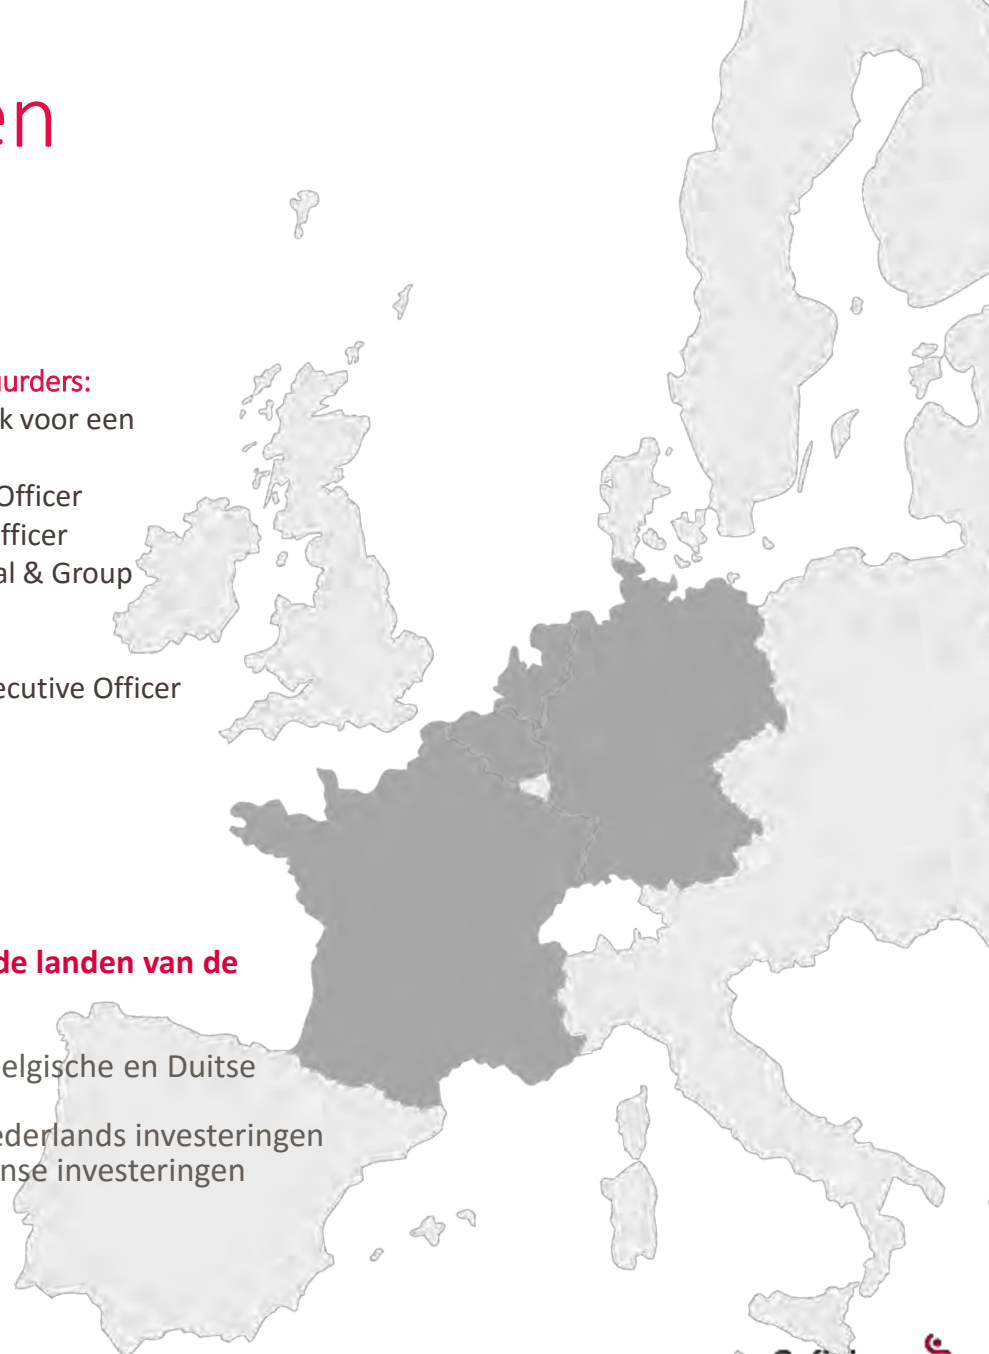 en
urders:
k voor een
Officer
fficer
al & Group
ecutive Officer
de landen van de
elgische en Duitse
ederlands investeringen
nse investeringen